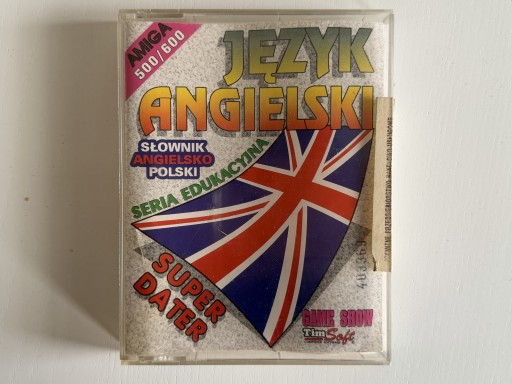 AMIGA
500/600
JĘZYK
ANGIELSKI
SŁOWNIK
ANGIELSKO
POLSKI
SERIA EDUKACYJNA
SUPER
DATER
GAME SHOW
Tim
Soft